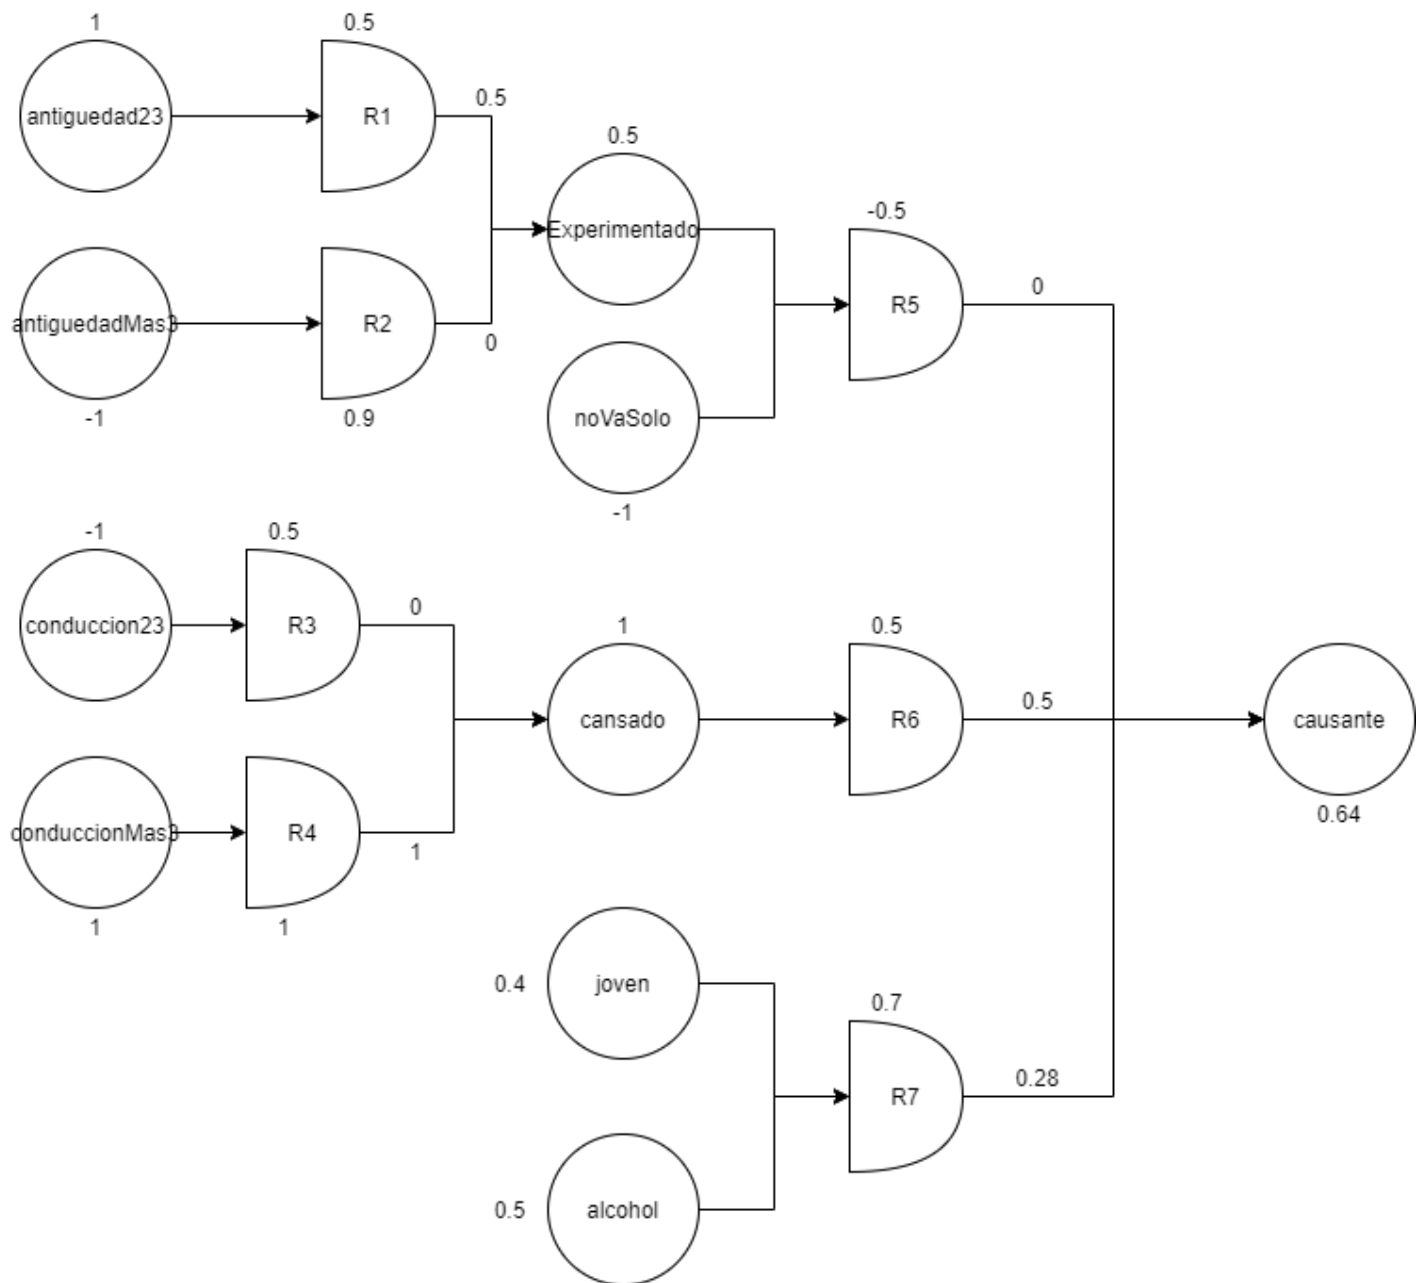 1
0.5
antiguedad23
R1
0.5
0.5
Experimentado
-0.5
antiguedadMas3
R2
0
R5
0
-1
0.9
noVaSolo
-1
-1
0.5
conduccion23
R3
0
1
0.5
cansado
R6
0.5
causante
0.64
conduccionMas3
R4
1
1
1
0.4
joven
0.7
R7
0.28
0.5
alcohol